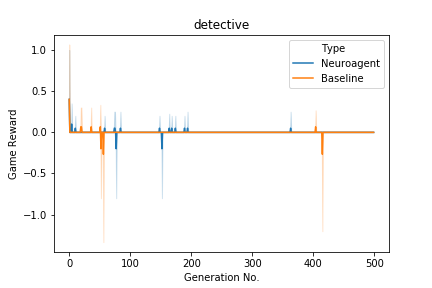 detective
Type
Neuroagent
Baseline
1.0
0.5
0.0
−0.5
−1.0
Game Reward
0
100
200
300
400
500
Generation No.